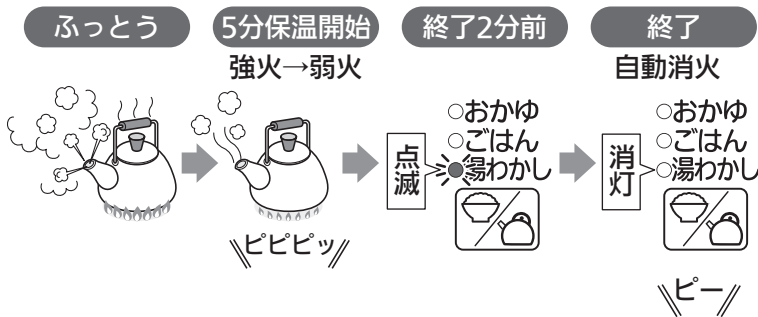 ふっとう
5分保温開始
強火→弱火
ピピピッ
終了2分前
点滅
おかゆ
ごはん
湯わかし
終了
自動消火
消灯
おかゆ
ごはん
湯わかし
ピー